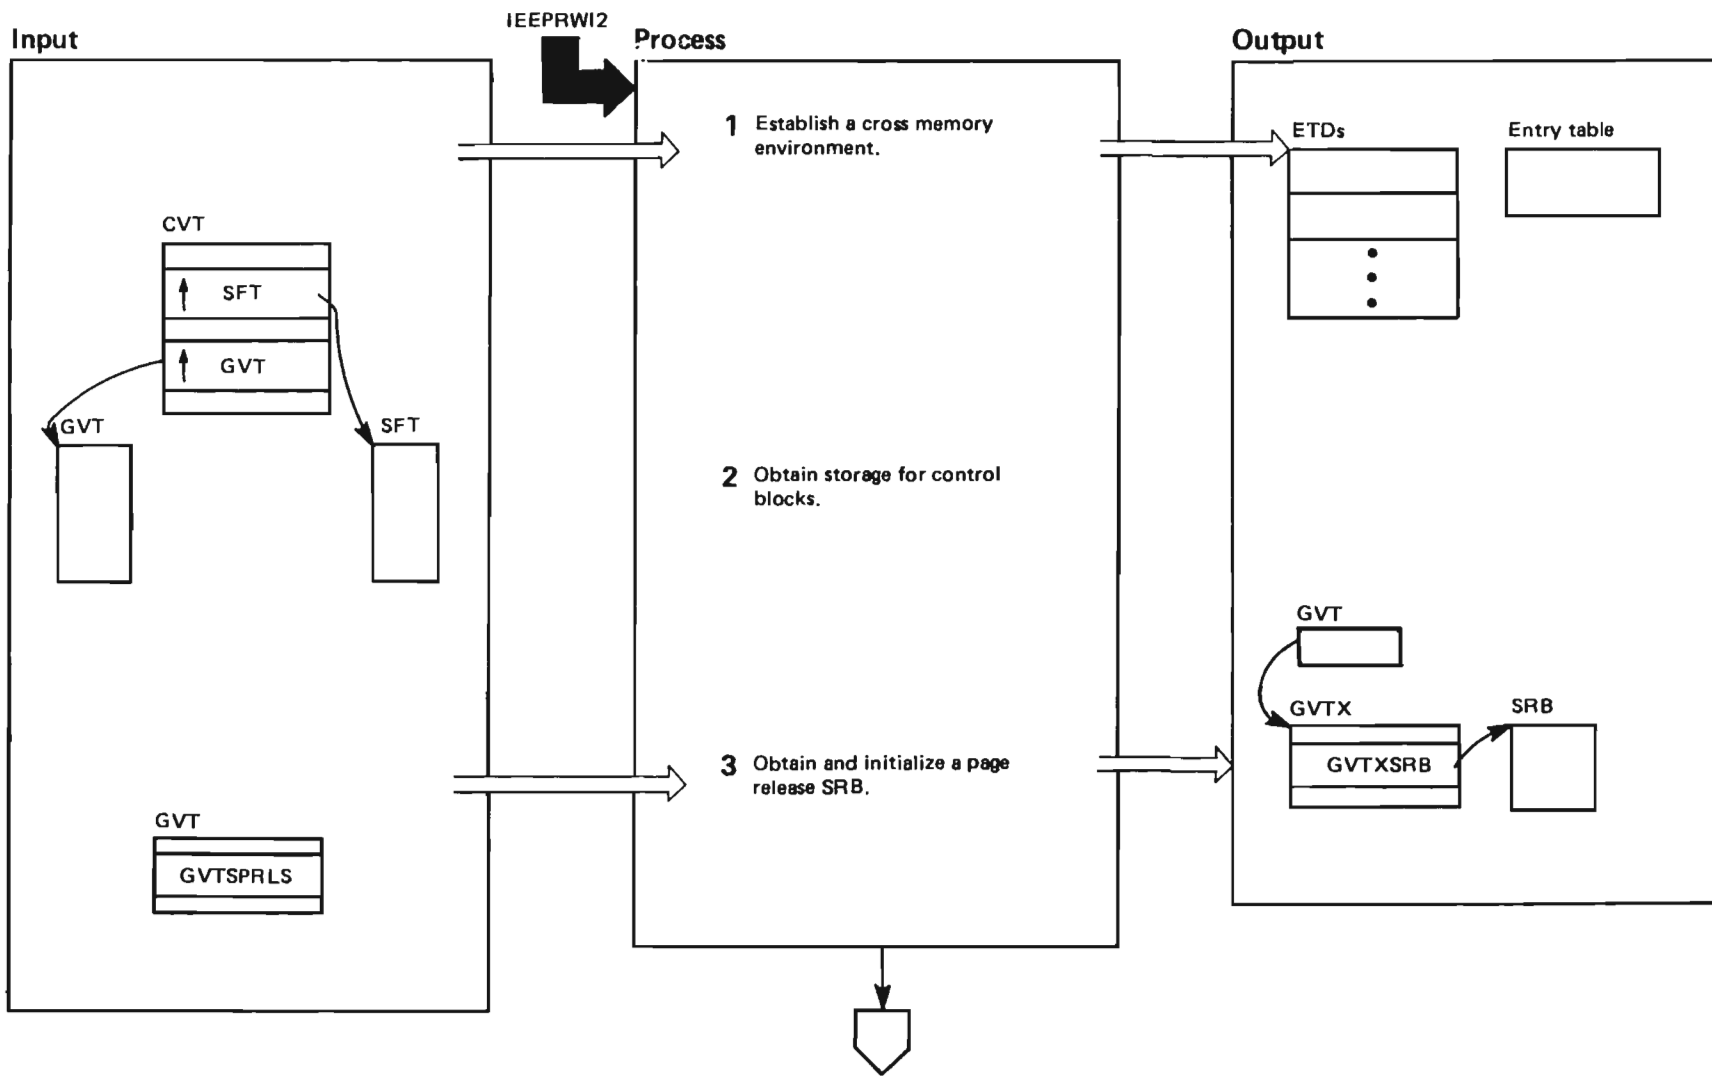 IEEPRWI2
Input
Process
Output
1 Establish a cross memory
environment.
ETDs
Entry table
CVT
SFT
GVT
GVT
SFT
2 Obtain storage for control
blocks.
GVT
GVTX
SRB
GVTXSRB
3 Obtain and initialize a page
release SRB.
GVT
GVTSPRLS